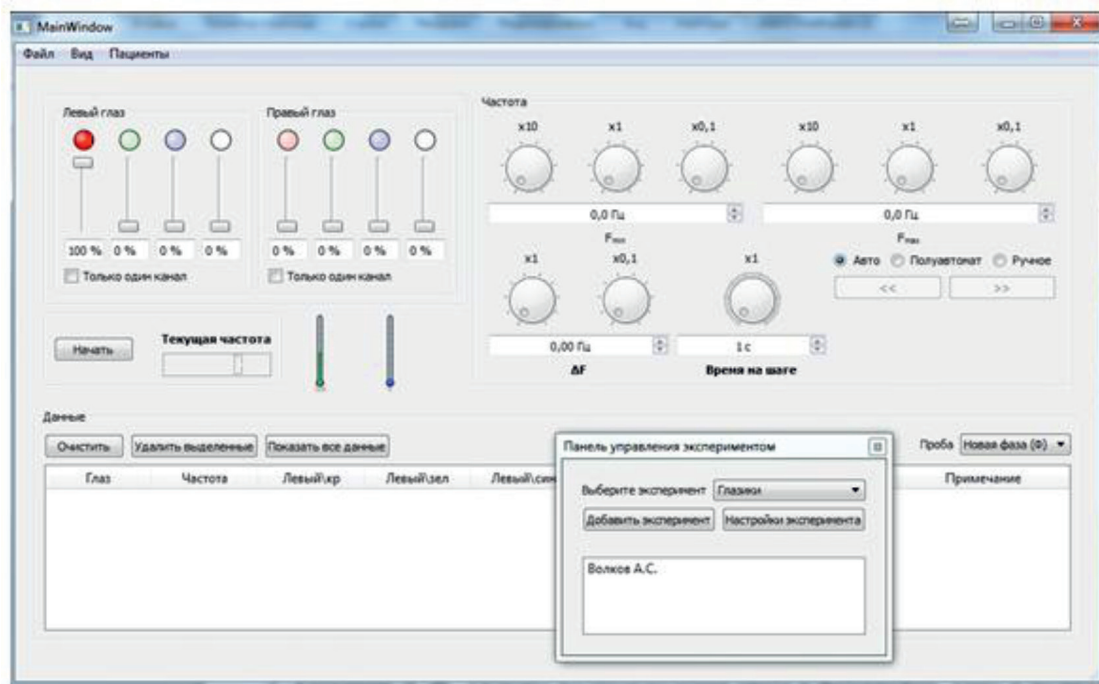 MainWindow
Файл Вид Пациенты
Левый глаз
Правый глаз
Частота
x10 x1 x0,1 x10 x1 x0,1
0,0 Гц 0,0 Гц
100 % 0 % 0 % 0 % 0 % 0 % 0 % 0 %
Fmin Fmax
Только один канал Только один канал
x1 x0,1 x1
Авто Полуавтомат Ручное
<< >>
Начать
Текущая частота
0,00 Гц 1 с
ΔF Время на шаге
Данные
Очистить Удалить выделенные Показать все данные
Проба Новая фаза (Ф)
Глаз Частота Левый\кр Левый\зел Левый\син Примечание
Панель управления экспериментом
Выберите эксперимент Глазики
Добавить эксперимент Настройки эксперимента
Волков А.С.